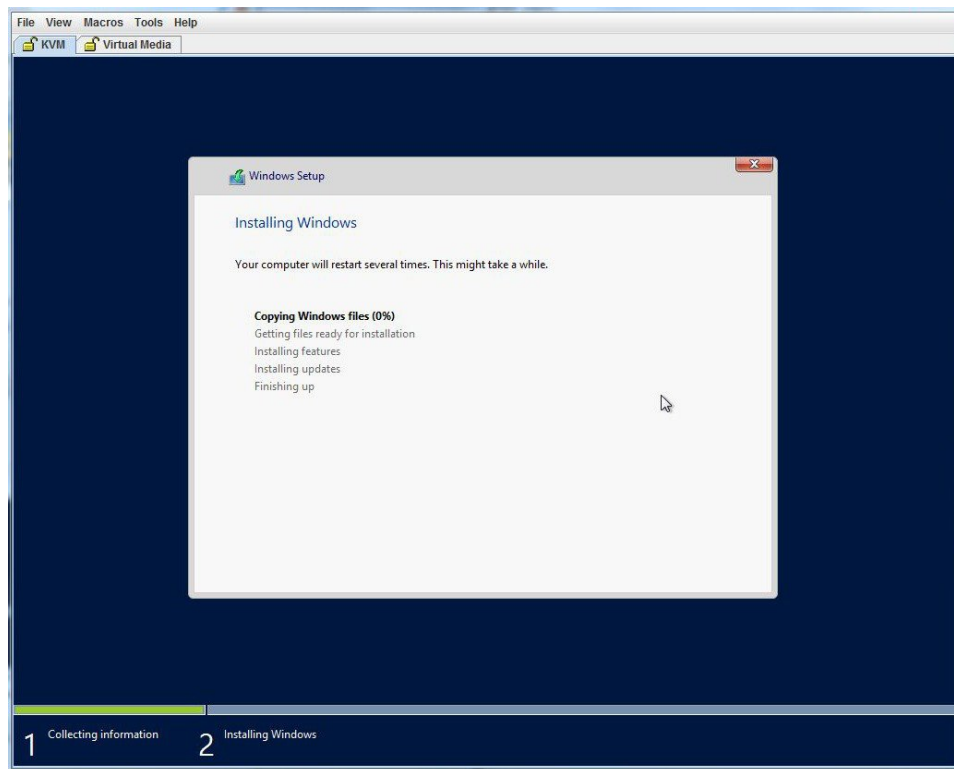 File View Macros Tools Help
KVM Virtual Media
Windows Setup
Installing Windows
Your computer will restart several times. This might take a while.
Copying Windows files (0%)
Getting files ready for installation
Installing features
Installing updates
Finishing up
1 Collecting information 2 Installing Windows